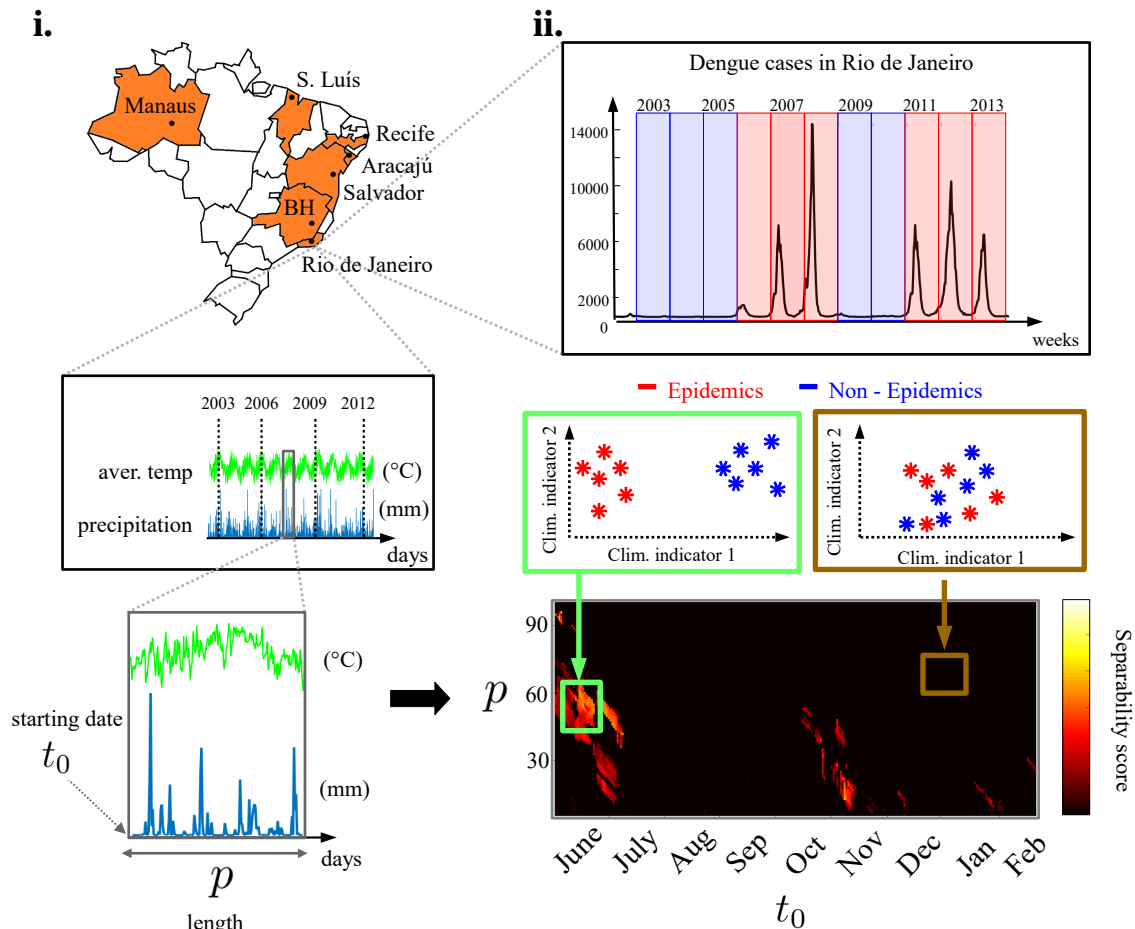 i.
S. Luís
Manaus
Recife
Aracajú
Salvador
BH
Rio de Janeiro
ii.
Dengue cases in Rio de Janeiro
2003 2005 2007 2009 2011 2013
14000
10000
6000
2000
0
weeks
Epidemics Non - Epidemics
2003 2006 2009 2012
aver. temp (°C)
precipitation (mm)
days
Clim. indicator 2
Clim. indicator 1
Clim. indicator 2
Clim. indicator 1
(°C)
starting date
t0
(mm)
days
p
length
90
60
30
p
June July Aug Sep Oct Nov Dec Jan Feb
t0
Separability score